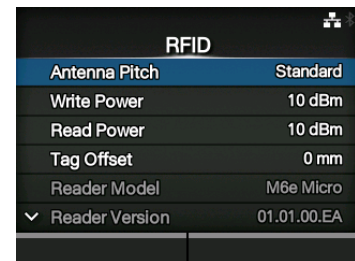 RFID
Antenna Pitch Standard
Write Power 10 dBm
Read Power 10 dBm
Tag Offset 0 mm
Reader Model M6e Micro
Reader Version 01.01.00.EA